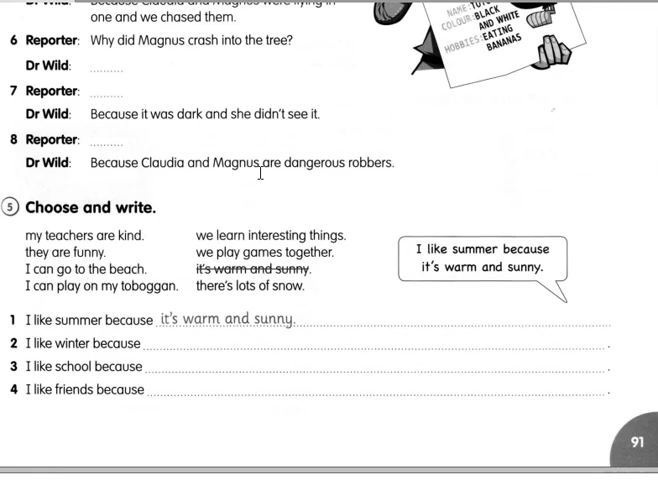 one and we chased them.
6 Reporter: Why did Magnus crash into the tree?
Dr Wild: ..........
7 Reporter: ..........
Dr Wild: Because it was dark and she didn't see it.
8 Reporter: ..........
Dr Wild: Because Claudia and Magnus are dangerous robbers.
NAME:
COLOUR: BLACK
AND WHITE
HOBBIES: EATING
BANANAS
5 Choose and write.
my teachers are kind. we learn interesting things.
they are funny. we play games together.
I can go to the beach. it's warm and sunny.
I can play on my toboggan. there's lots of snow.
I like summer because
it's warm and sunny.
1 I like summer because it's warm and sunny.
2 I like winter because .
3 I like school because .
4 I like friends because .
91